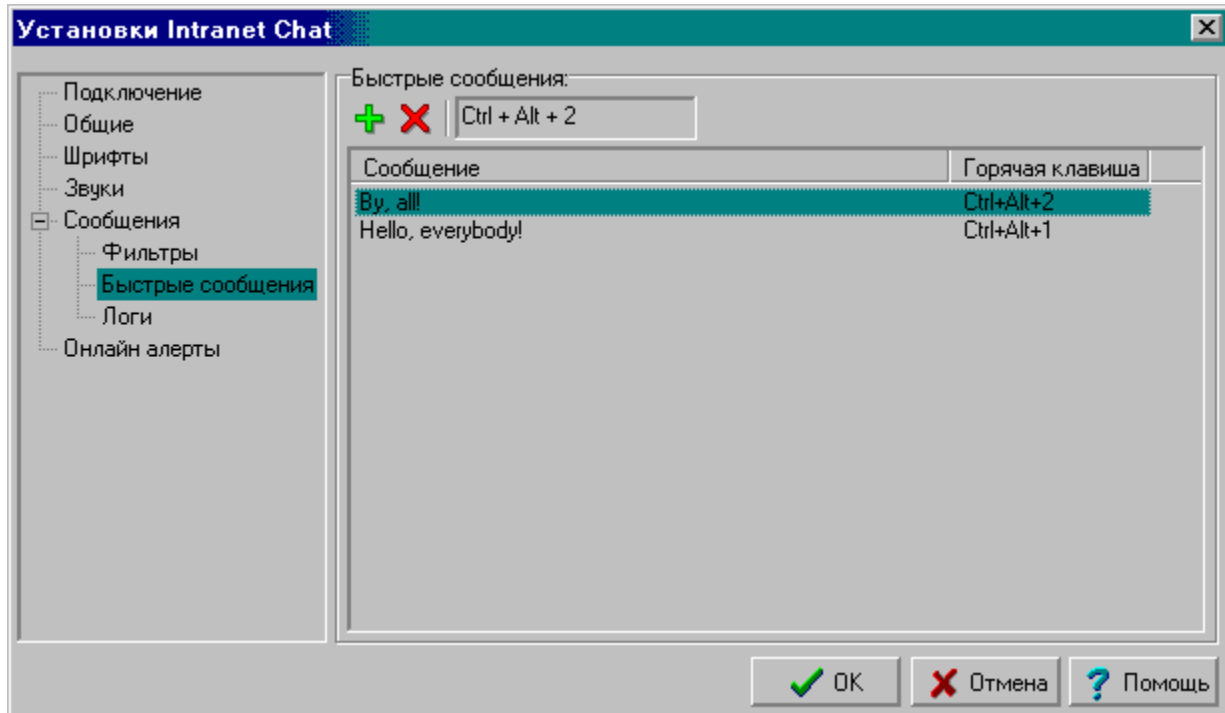 Установки Intranet Chat
Подключение
Общие
Шрифты
Звуки
Сообщения
Фильтры
Быстрые сообщения
Логи
Онлайн алерты
Быстрые сообщения:
Ctrl + Alt + 2
Сообщение Горячая клавиша
By, all! Ctrl+Alt+2
Hello, everybody! Ctrl+Alt+1
OK Отмена Помощь